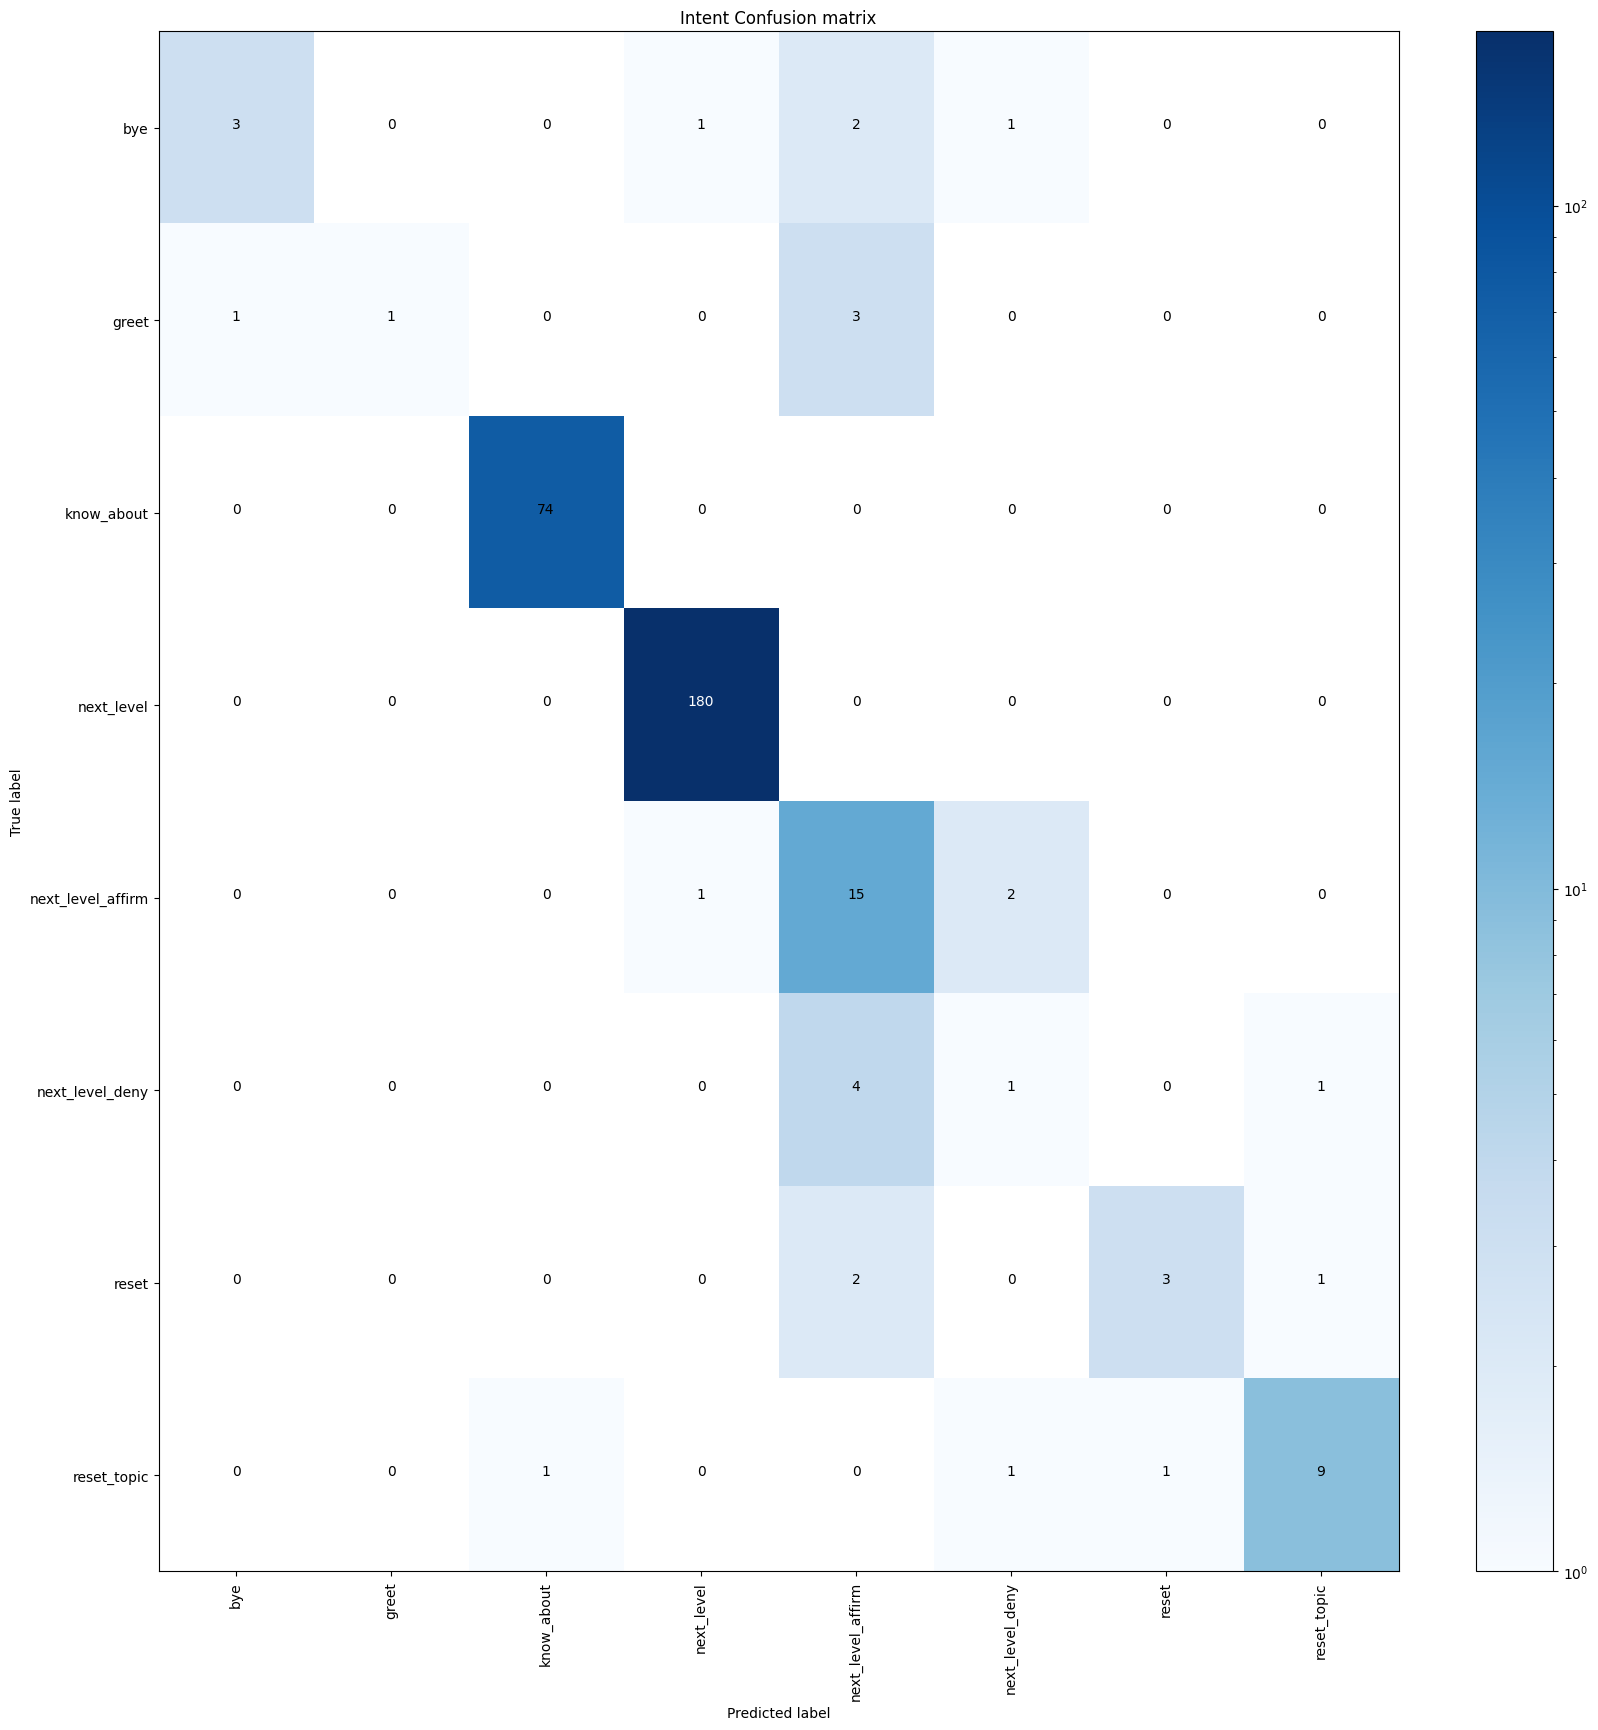 Intent Confusion matrix
bye 3 0 0 1 2 1 0 0
greet 1 1 0 0 3 0 0 0
know_about 0 0 74 0 0 0 0 0
next_level 0 0 0 180 0 0 0 0
next_level_affirm 0 0 0 1 15 2 0 0
next_level_deny 0 0 0 0 4 1 0 1
reset 0 0 0 0 2 0 3 1
reset_topic 0 0 1 0 0 1 1 9
True label
bye
greet
know_about
next_level
next_level_affirm
next_level_deny
reset
reset_topic
Predicted label
10²
10¹
10⁰